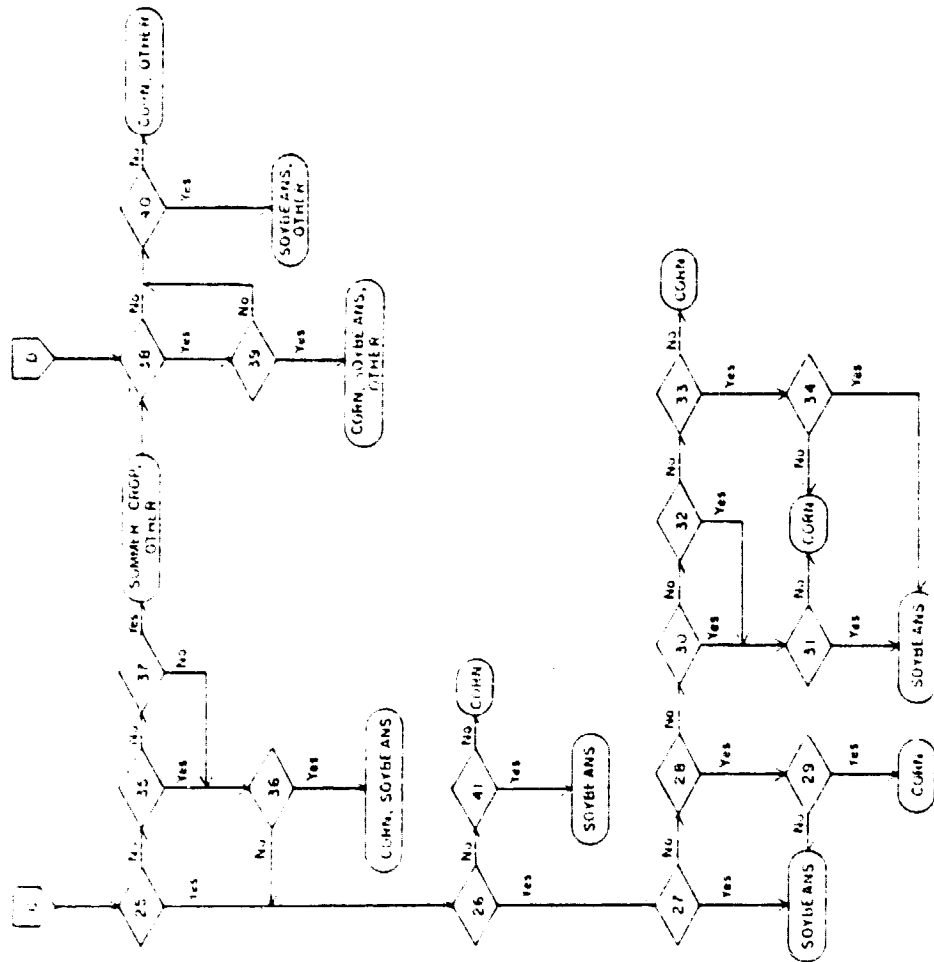 C
D
25
No
Yes
35
No
Yes
37
Yes
No
SUMMER CROP,
OTHER
38
No
Yes
40
No
Yes
CORN, OTHER
SOYBEANS,
OTHER
39
No
Yes
CORN, SOYBEANS,
OTHER
36
No
Yes
CORN, SOYBEANS
26
No
Yes
41
No
Yes
CORN
SOYBEANS
27
No
Yes
28
No
Yes
30
No
Yes
32
No
Yes
33
No
Yes
CORN
SOYBEANS
29
No
Yes
CORN
31
No
Yes
CORN
34
No
Yes
SOYBEANS